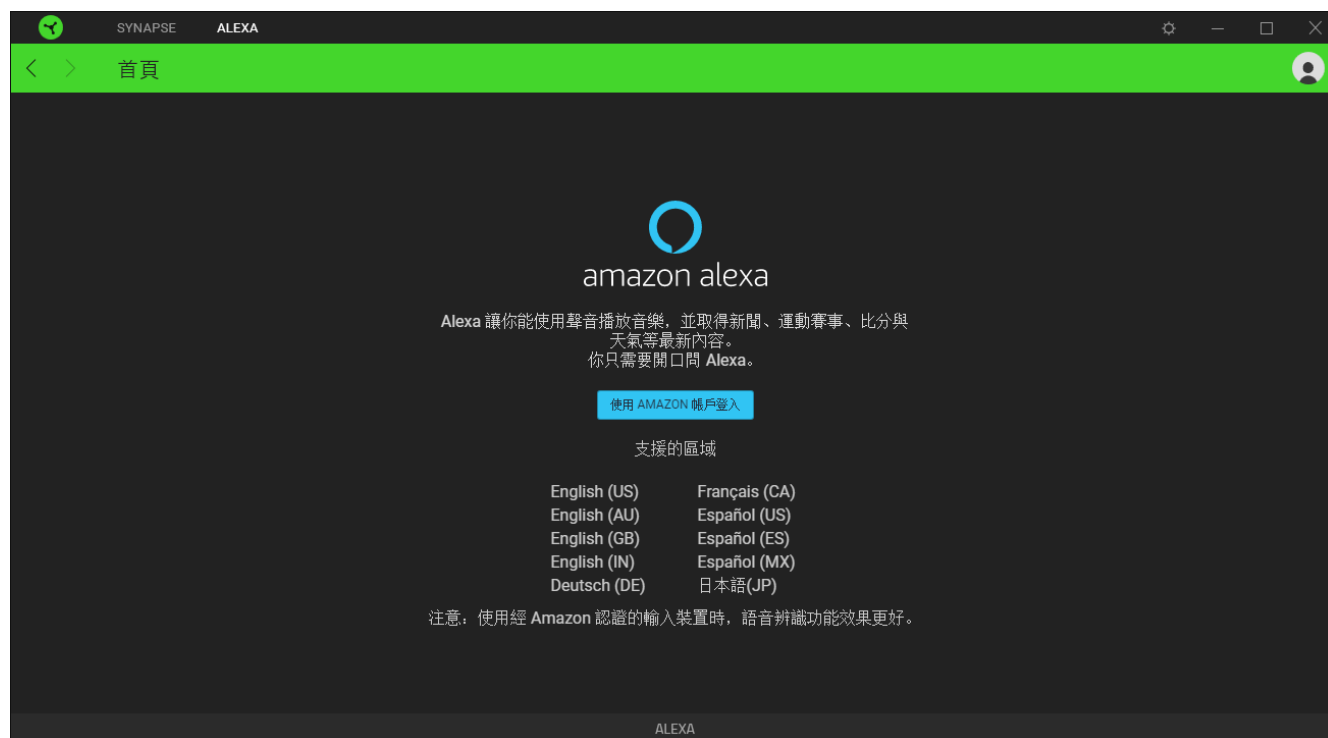 SYNAPSE ALEXA
首頁
amazon alexa
Alexa 讓你能使用聲音播放音樂，並取得新聞、運動賽事、比分與
天氣等最新內容。
你只需要開口問 Alexa。
使用 AMAZON 帳戶登入
支援的區域
English (US) Français (CA)
English (AU) Español (US)
English (GB) Español (ES)
English (IN) Español (MX)
Deutsch (DE) 日本語(JP)
注意：使用經 Amazon 認證的輸入裝置時，語音辨識功能效果更好。
ALEXA